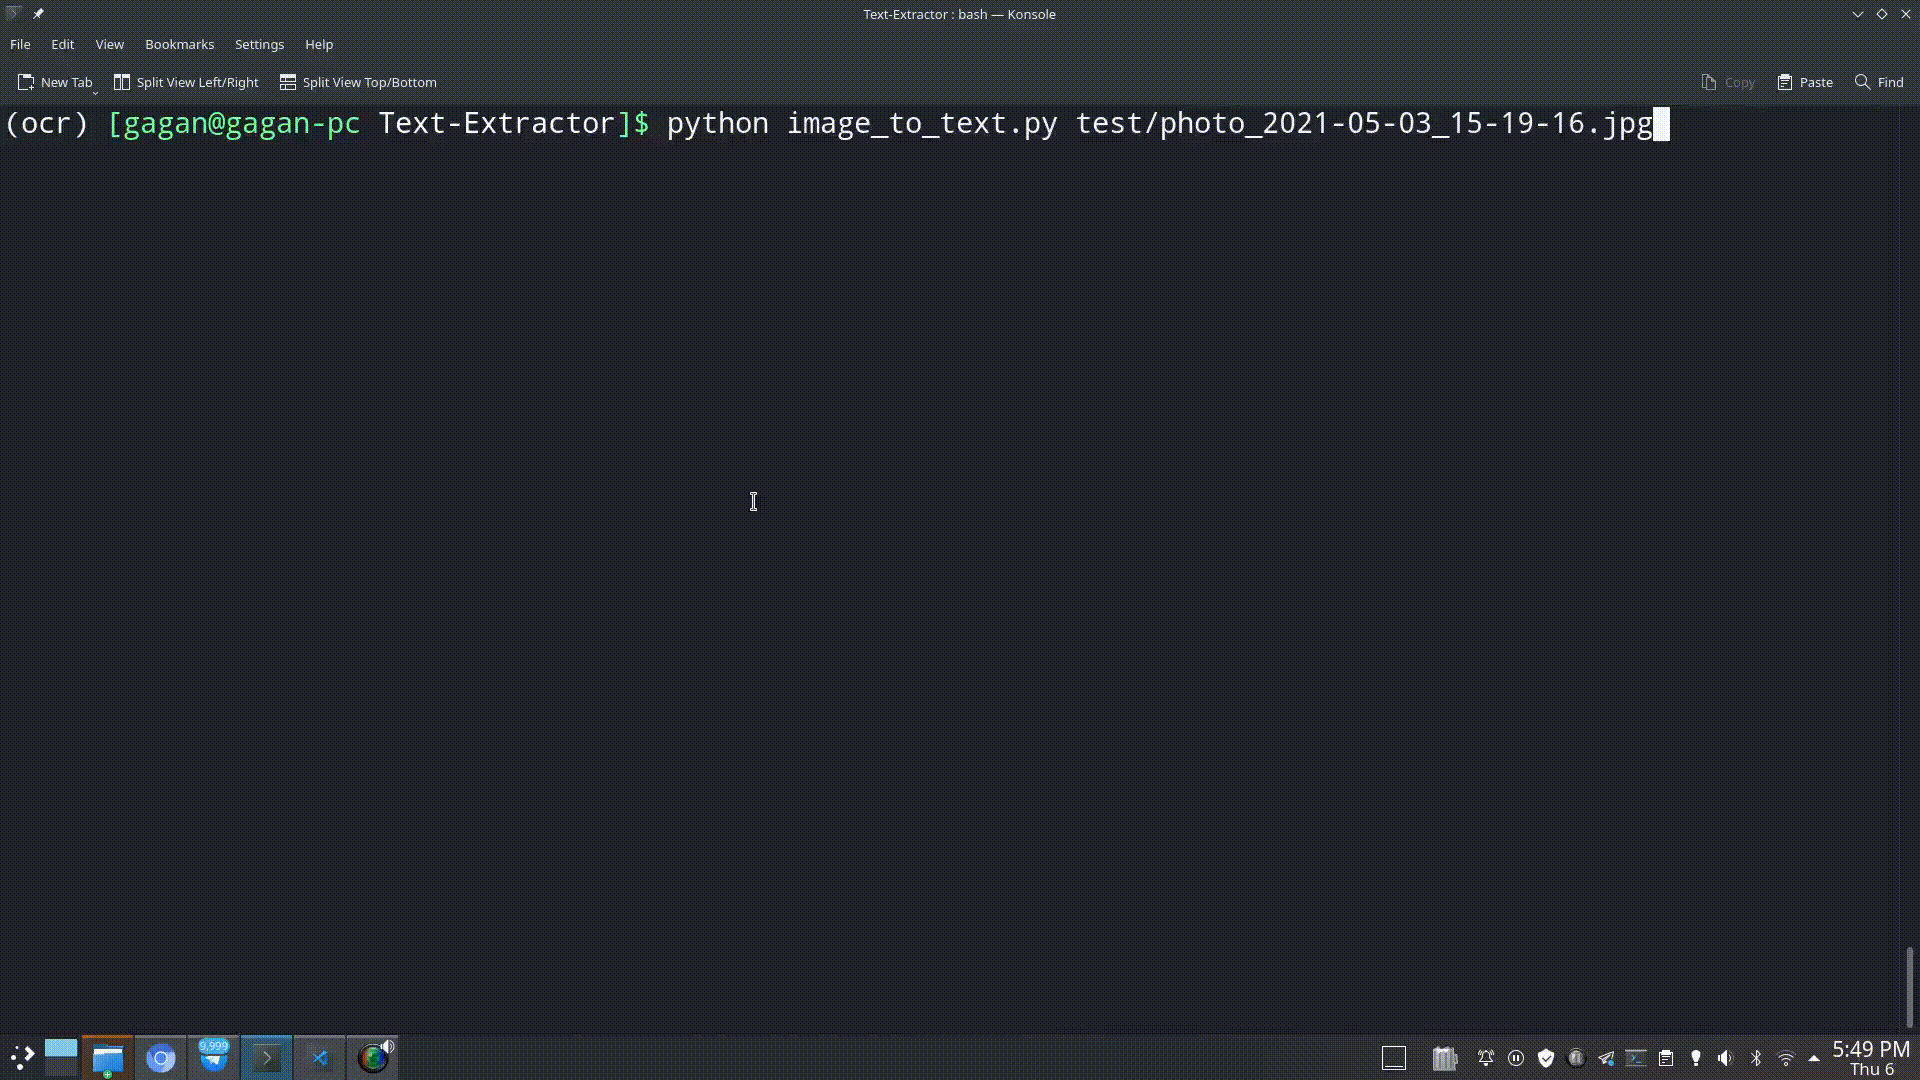 Text-Extractor : bash — Konsole
File Edit View Bookmarks Settings Help
New Tab Split View Left/Right Split View Top/Bottom Copy Paste Find
(ocr) [gagan@gagan-pc Text-Extractor]$ python image_to_text.py test/photo_2021-05-03_15-19-16.jpg
9,999
5:49 PM
Thu 6